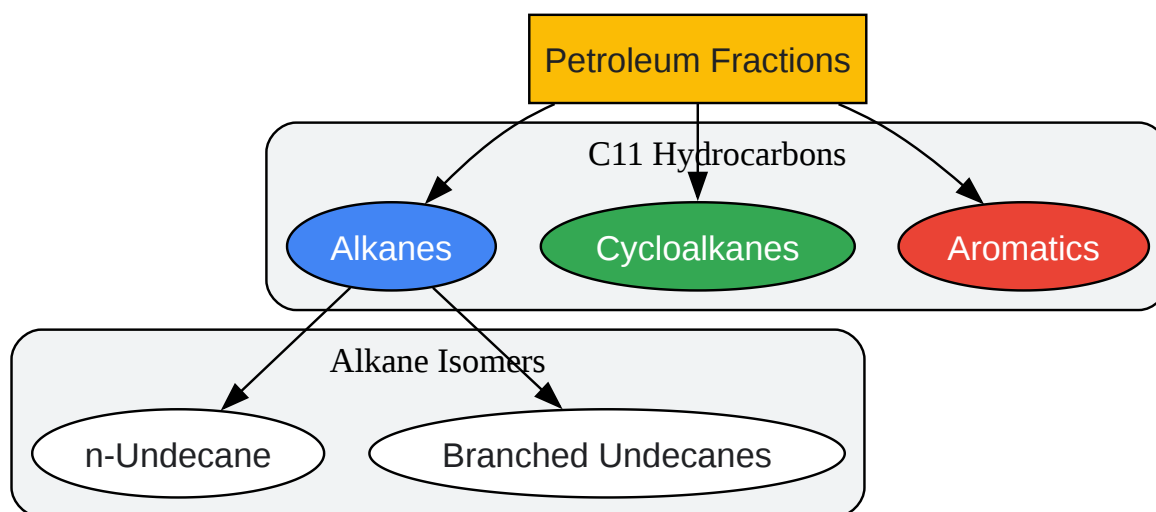 Petroleum Fractions
C11 Hydrocarbons
Alkanes
Cycloalkanes
Aromatics
Alkane Isomers
n-Undecane
Branched Undecanes